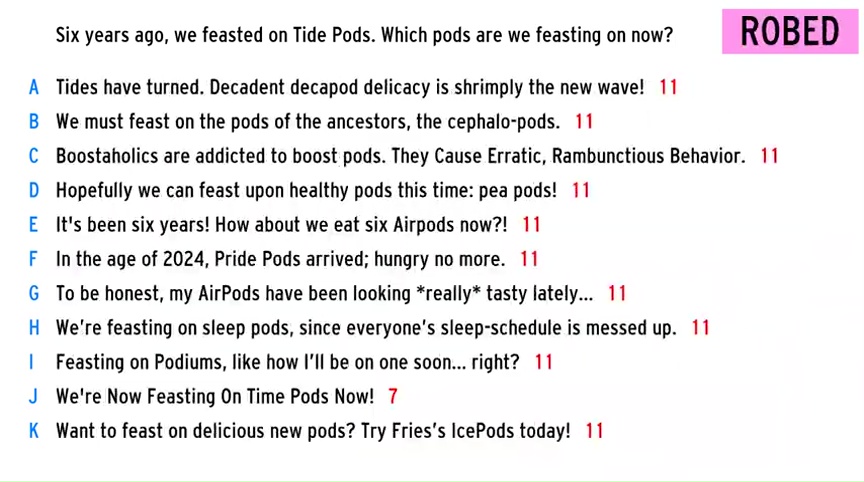 Six years ago, we feasted on Tide Pods. Which pods are we feasting on now?
ROBED
A Tides have turned. Decadent decapod delicacy is shrimply the new wave! 11
B We must feast on the pods of the ancestors, the cephalo-pods. 11
C Boostaholics are addicted to boost pods. They Cause Erratic, Rambunctious Behavior. 11
D Hopefully we can feast upon healthy pods this time: pea pods! 11
E It's been six years! How about we eat six Airpods now?! 11
F In the age of 2024, Pride Pods arrived; hungry no more. 11
G To be honest, my AirPods have been looking *really* tasty lately... 11
H We're feasting on sleep pods, since everyone's sleep-schedule is messed up. 11
I Feasting on Podiums, like how I'll be on one soon... right? 11
J We're Now Feasting On Time Pods Now! 7
K Want to feast on delicious new pods? Try Fries's IcePods today! 11